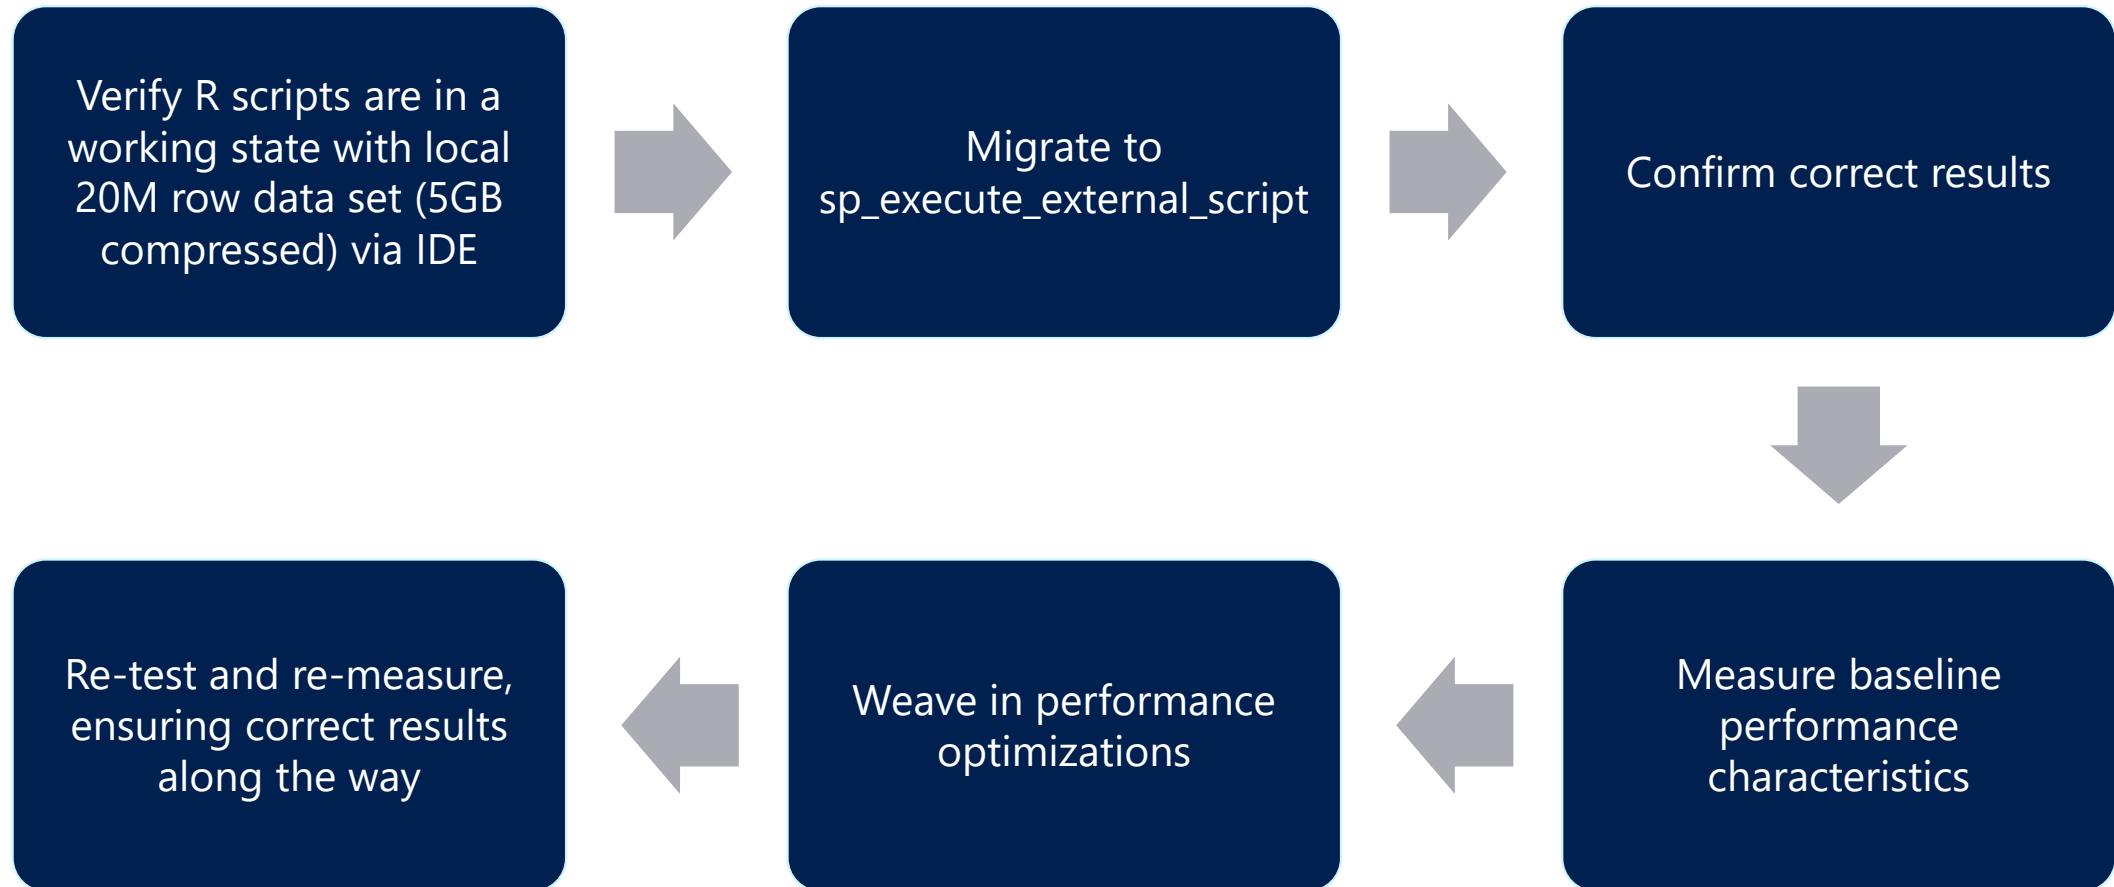 Verify R scripts are in a
working state with local
20M row data set (5GB
compressed) via IDE
Migrate to
sp_execute_external_script
Confirm correct results
Measure baseline
performance
characteristics
Weave in performance
optimizations
Re-test and re-measure,
ensuring correct results
along the way